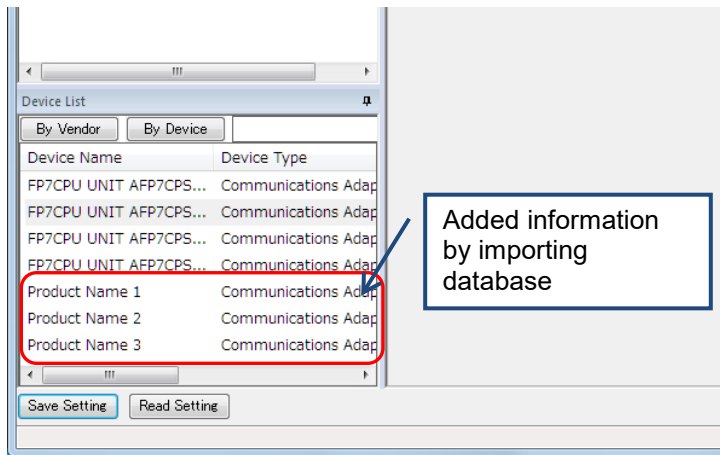 Device List
By Vendor By Device
Device Name Device Type
FP7CPU UNIT AFP7CPS... Communications Adap
FP7CPU UNIT AFP7CPS... Communications Adap
FP7CPU UNIT AFP7CPS... Communications Adap
FP7CPU UNIT AFP7CPS... Communications Adap
Product Name 1 Communications Adap
Product Name 2 Communications Adap
Product Name 3 Communications Adap
Added information
by importing
database
Save Setting Read Setting